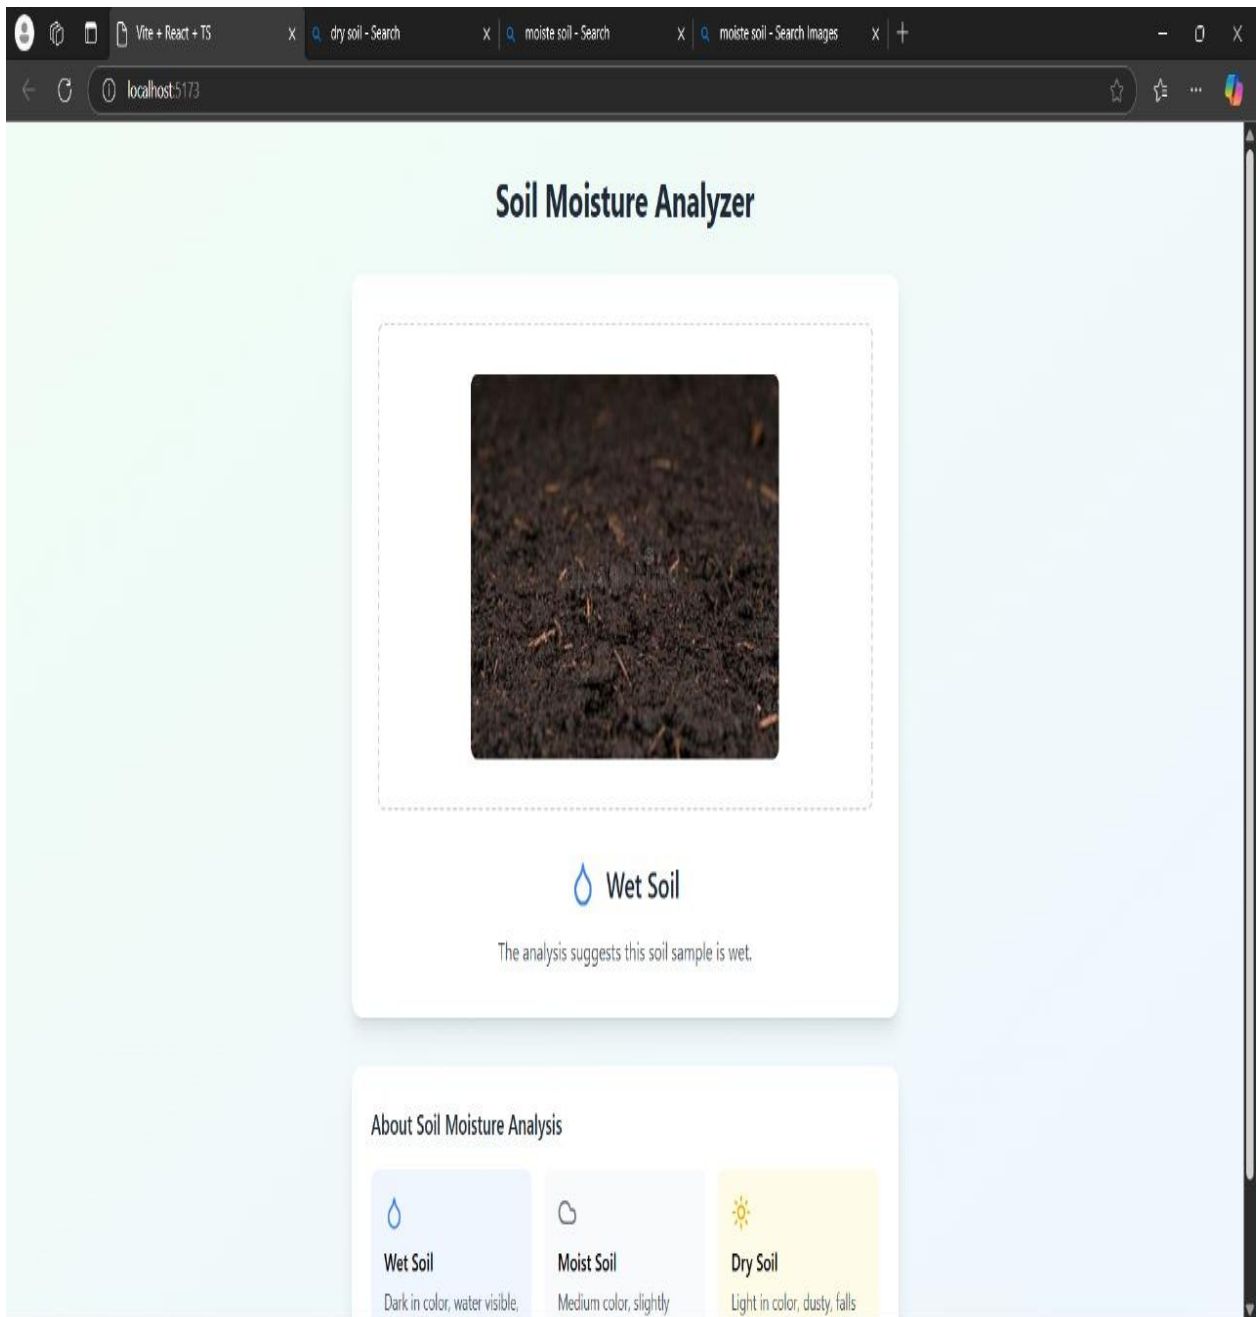 Vite + React + TS
dry soil - Search
moiste soil - Search
moiste soil - Search Images
localhost:5173
Soil Moisture Analyzer
Wet Soil
The analysis suggests this soil sample is wet.
About Soil Moisture Analysis
Wet Soil
Dark in color, water visible,
Moist Soil
Medium color, slightly
Dry Soil
Light in color, dusty, falls